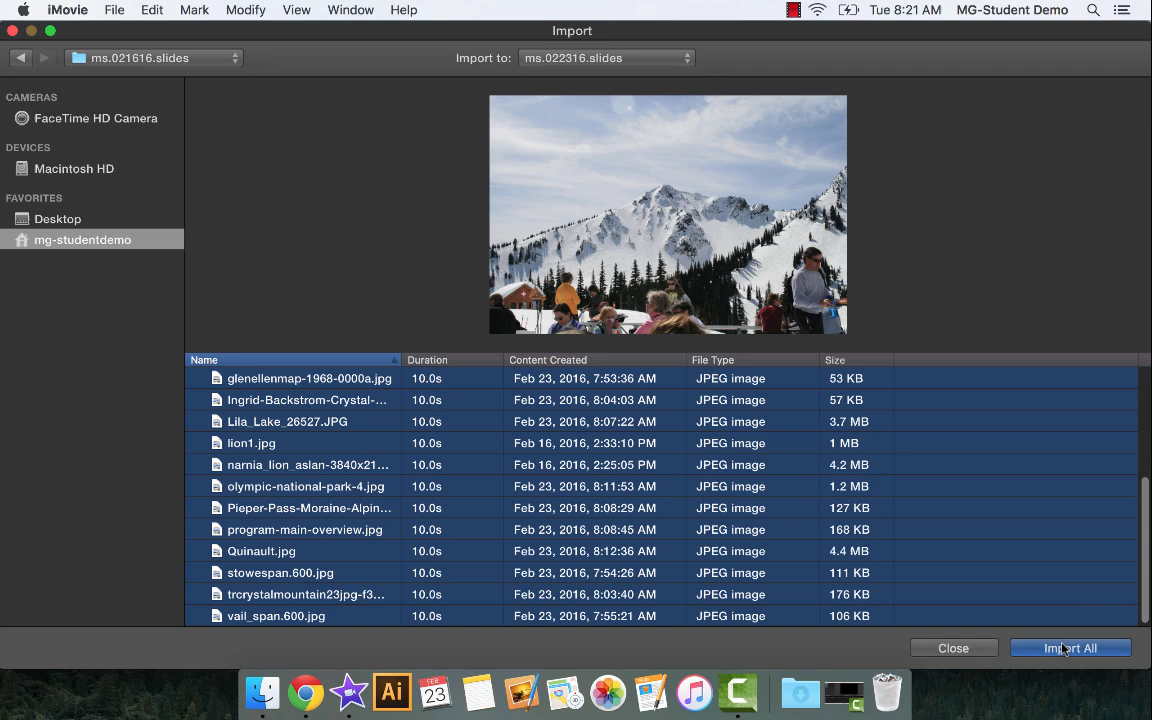 iMovie File Edit Mark Modify View Window Help Tue 8:21 AM MG-Student Demo
Import
ms.021616.slides Import to: ms.022316.slides
CAMERAS
FaceTime HD Camera
DEVICES
Macintosh HD
FAVORITES
Desktop
mg-studentdemo
Name Duration Content Created File Type Size
glenellenmap-1968-0000a.jpg 10.0s Feb 23, 2016, 7:53:36 AM JPEG image 53 KB
Ingrid-Backstrom-Crystal-... 10.0s Feb 23, 2016, 8:04:03 AM JPEG image 57 KB
Lila_Lake_26527.JPG 10.0s Feb 23, 2016, 8:07:22 AM JPEG image 3.7 MB
lion1.jpg 10.0s Feb 16, 2016, 2:33:10 PM JPEG image 1 MB
narnia_lion_aslan-3840x21... 10.0s Feb 16, 2016, 2:25:05 PM JPEG image 4.2 MB
olympic-national-park-4.jpg 10.0s Feb 23, 2016, 8:11:53 AM JPEG image 1.2 MB
Pieper-Pass-Moraine-Alpin... 10.0s Feb 23, 2016, 8:08:29 AM JPEG image 127 KB
program-main-overview.jpg 10.0s Feb 23, 2016, 8:08:45 AM JPEG image 168 KB
Quinault.jpg 10.0s Feb 23, 2016, 8:12:36 AM JPEG image 4.4 MB
stowespan.600.jpg 10.0s Feb 23, 2016, 7:54:26 AM JPEG image 111 KB
trcrystalmountain23jpg-f3... 10.0s Feb 23, 2016, 8:03:40 AM JPEG image 176 KB
vail_span.600.jpg 10.0s Feb 23, 2016, 7:55:21 AM JPEG image 106 KB
Close Import All
Ai FEB 23